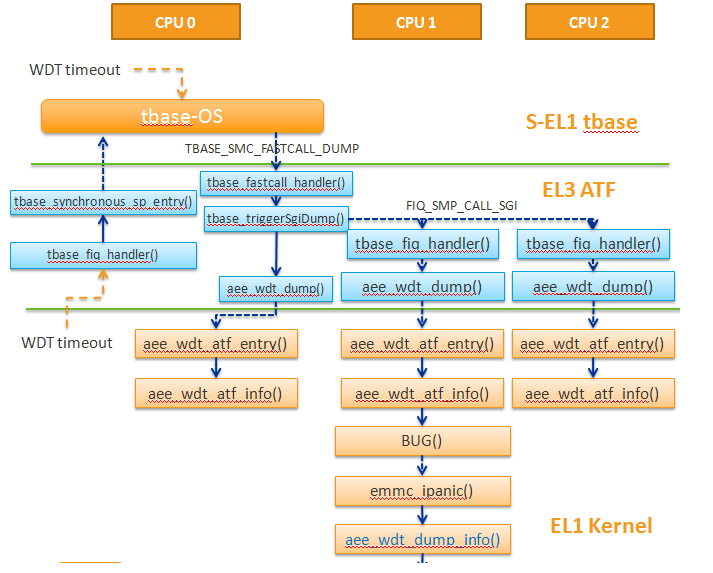 CPU 0
CPU 1
CPU 2
WDT timeout
tbase-OS
S-EL1 tbase
TBASE_SMC_FASTCALL_DUMP
EL3 ATF
tbase_fastcall_handler()
tbase_synchronous_sp_entry()
FIQ_SMP_CALL_SGI
tbase_triggerSgiDump()
tbase_fiq_handler()
tbase_fiq_handler()
tbase_fiq_handler()
aee_wdt_dump()
aee_wdt_dump()
aee_wdt_dump()
WDT timeout
aee_wdt_atf_entry()
aee_wdt_atf_entry()
aee_wdt_atf_entry()
aee_wdt_atf_info()
aee_wdt_atf_info()
aee_wdt_atf_info()
BUG()
emmc_ipanic()
EL1 Kernel
aee_wdt_dump_info()